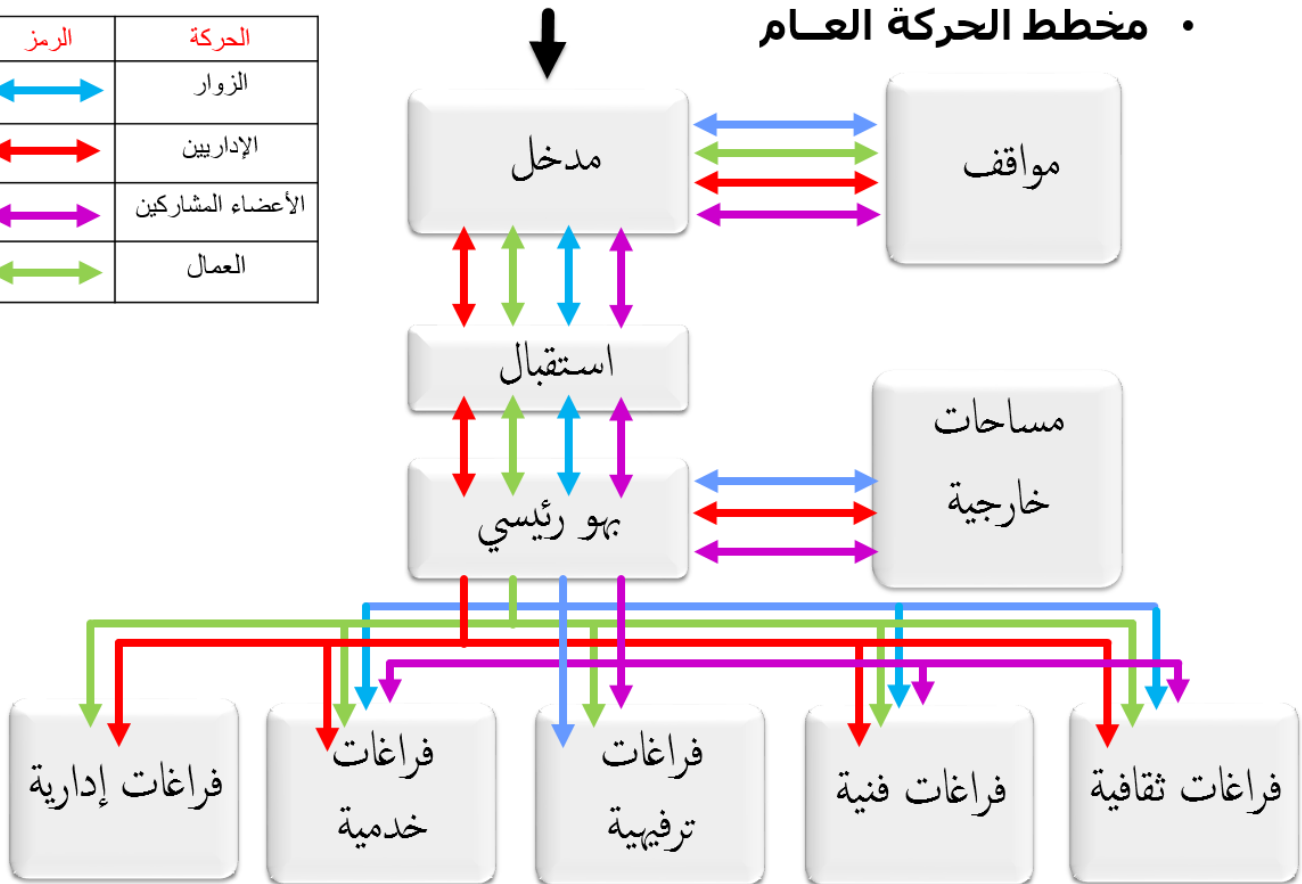 • مخطط الحركة العــام
الحركة الرمز
الزوار
الإداريين
الأعضاء المشاركين
العمال
مدخل
مواقف
استقبال
مساحات
خارجية
بهو رئيسي
فراغات ثقافية
فراغات فنية
فراغات
ترفيهية
فراغات
خدمية
فراغات إدارية